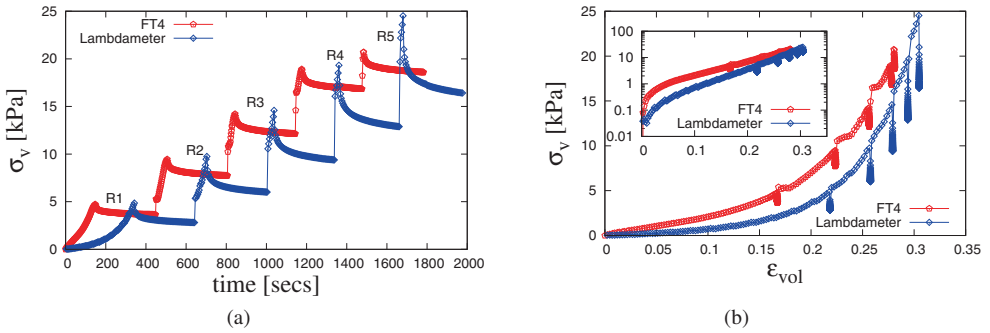 25
20
15
10
5
0
σv [kPa]
FT4
Lambdameter
R1
R2
R3
R4
R5
0 200 400 600 800 1000 1200 1400 1600 1800 2000
time [secs]
(a)
25
20
15
10
5
0
σv [kPa]
100
10
1
0.1
0.01
0 0.1 0.2 0.3
FT4
Lambdameter
FT4
Lambdameter
0 0.05 0.1 0.15 0.2 0.25 0.3 0.35
εvol
(b)